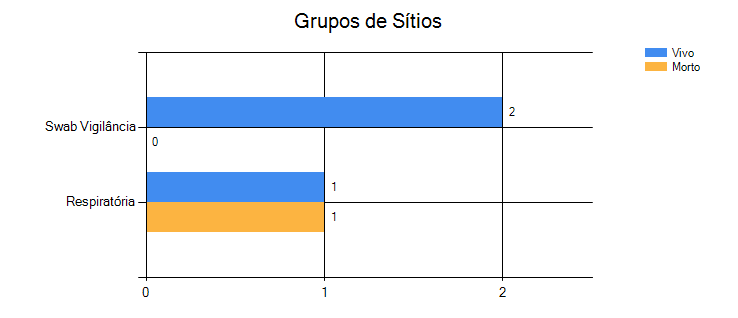 Grupos de Sítios
Vivo
Morto
Swab Vigilância
2
0
Respiratória
1
1
0
1
2